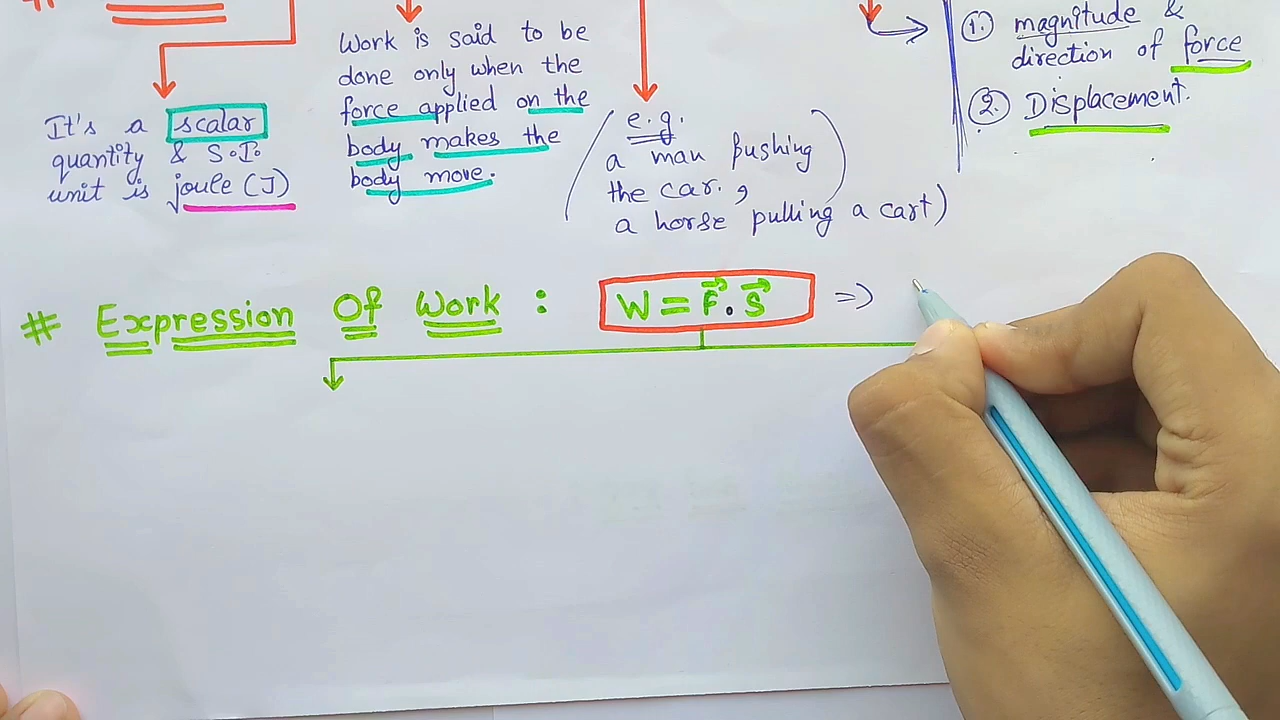 It's a scalar
quantity & S.I.
unit is joule (J)
Work is said to be
done only when the
force applied on the
body makes the
body move.
(e.g.)
a man pushing
the car.,
a horse pulling a cart)
1. magnitude &
direction of force
2. Displacement.
# Expression Of Work : W = F⃗ . S⃗ =>